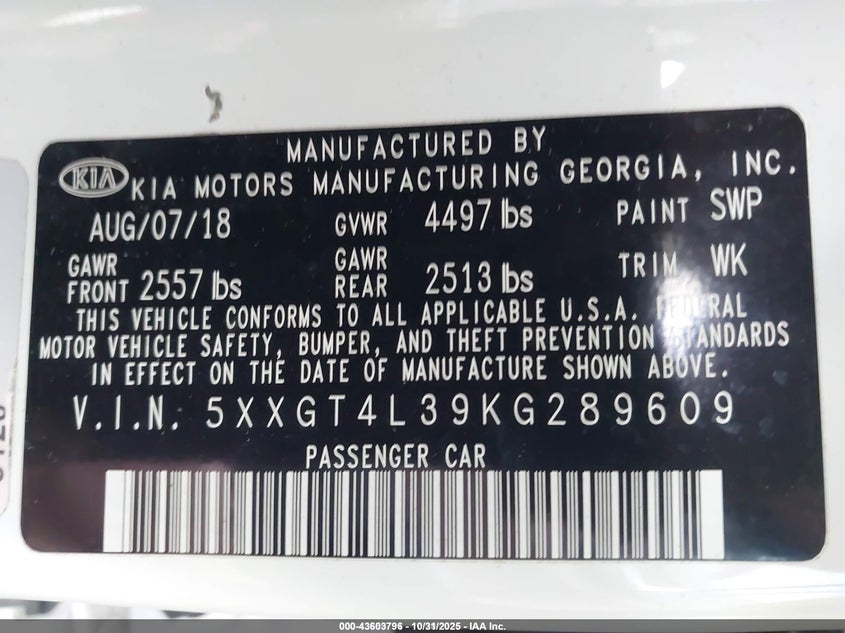 MANUFACTURED BY
KIA KIA MOTORS MANUFACTURING GEORGIA, INC.
AUG/07/18 GVWR 4497 lbs PAINT SWP
GAWR FRONT 2557 lbs GAWR REAR 2513 lbs TRIM WK
THIS VEHICLE CONFORMS TO ALL APPLICABLE U.S.A. FEDERAL
MOTOR VEHICLE SAFETY, BUMPER, AND THEFT PREVENTION STANDARDS
IN EFFECT ON THE DATE OF MANUFACTURE SHOWN ABOVE.
V.I.N. 5XXGT4L39KG289609
PASSENGER CAR
000-43603796 - 10/31/2025 - IAA Inc.